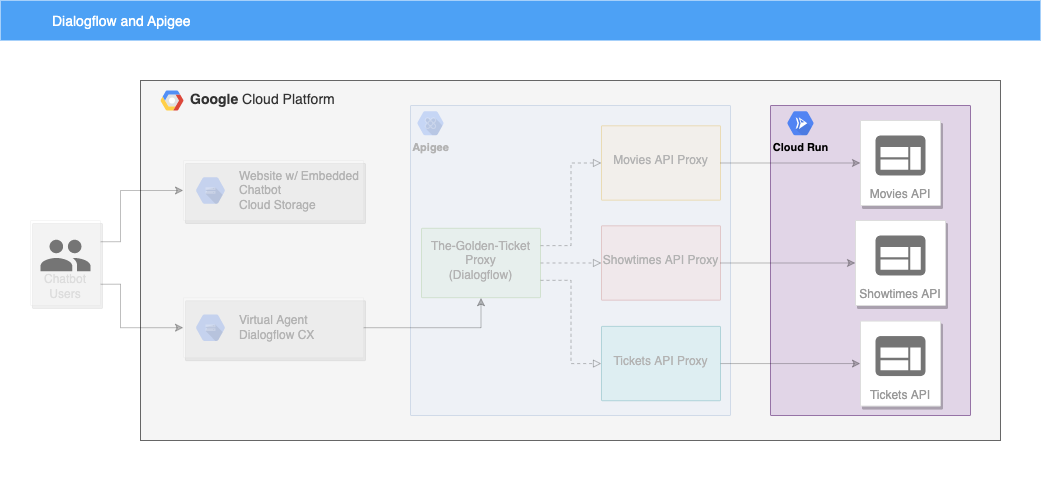 Dialogflow and Apigee
Google Cloud Platform
Apigee
Cloud Run
Website w/ Embedded
Chatbot
Cloud Storage
Chatbot
Users
Virtual Agent
Dialogflow CX
The-Golden-Ticket
Proxy
(Dialogflow)
Movies API Proxy
Showtimes API Proxy
Tickets API Proxy
Movies API
Showtimes API
Tickets API